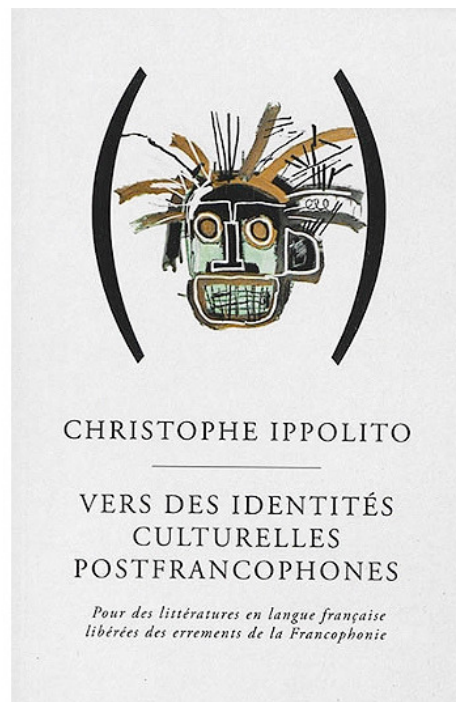 CHRISTOPHE IPPOLITO
VERS DES IDENTITÉS
CULTURELLES
POSTFRANCOPHONES
Pour des littératures en langue française
libérées des errements de la Francophonie